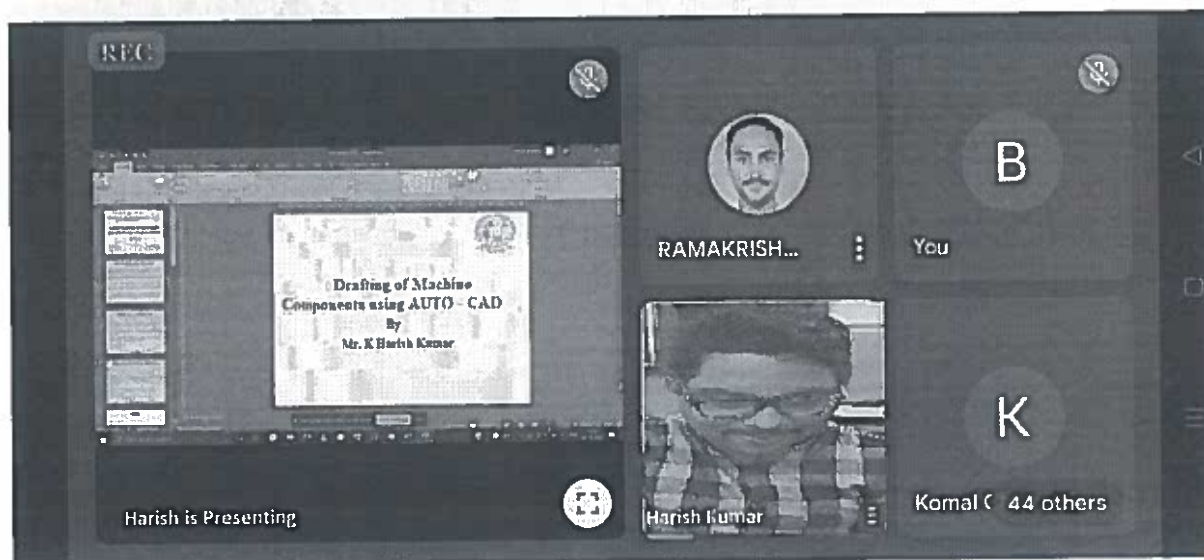 REC
Drafting of Machine
Components using AUTO - CAD
By
Mr. K Harish Kumar
Harish is Presenting
RAMAKRISH...
B
You
Harish Kumar
K
Komal
44 others